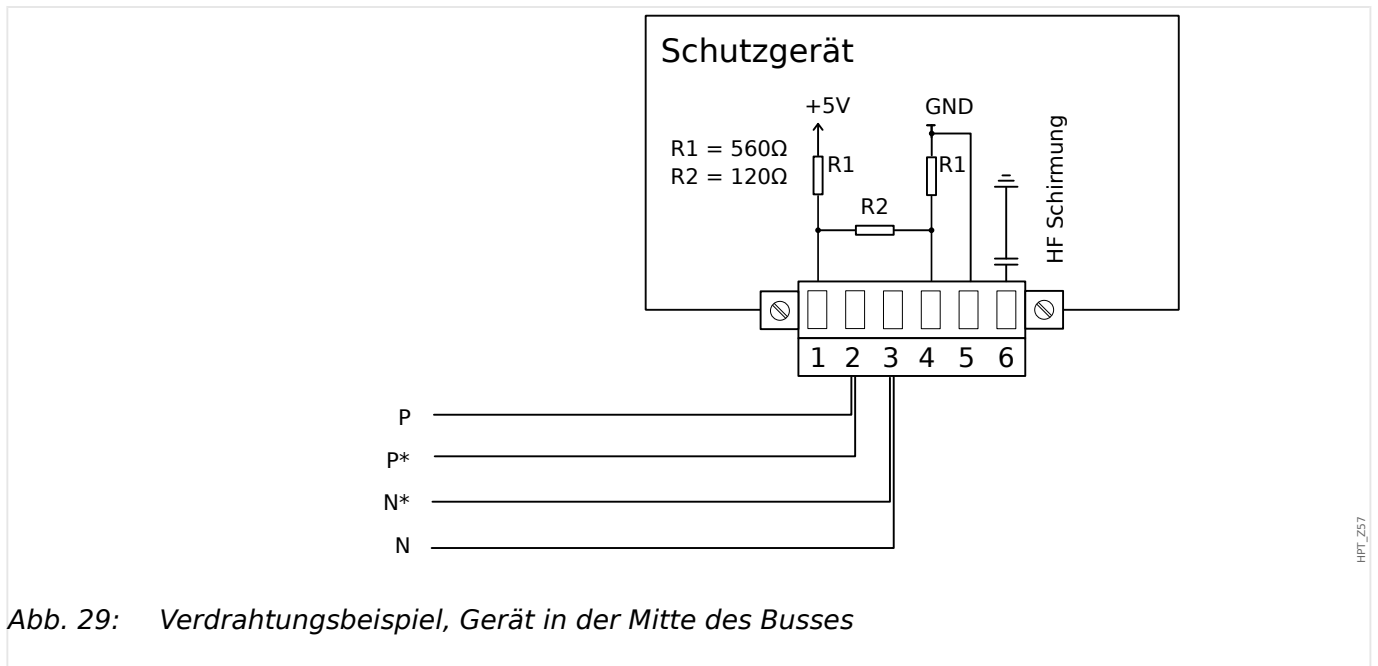 Schutzgerät
+5V
GND
R1 = 560Ω
R2 = 120Ω
R1
R1
R2
HF Schirmung
1 2 3 4 5 6
P
P*
N*
N
HPT_Z57
Abb. 29: Verdrahtungsbeispiel, Gerät in der Mitte des Busses